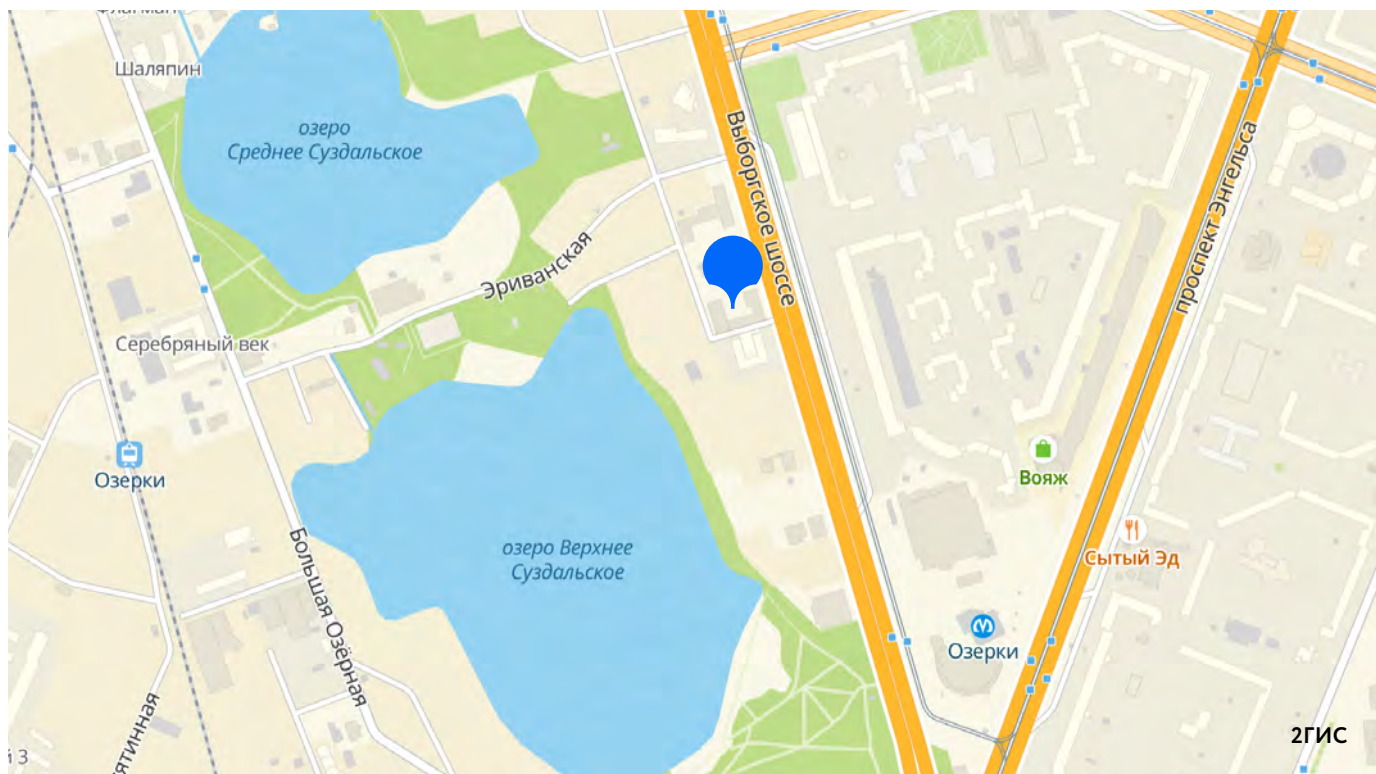 Шаляпин
озеро
Среднее Суздальское
Выборгское шоссе
проспект Энгельса
Эриванская
Серебряный век
Озерки
Вояж
Сытый Эд
озеро Верхнее
Суздальское
Большая Озёрная
Озерки
2ГИС
3